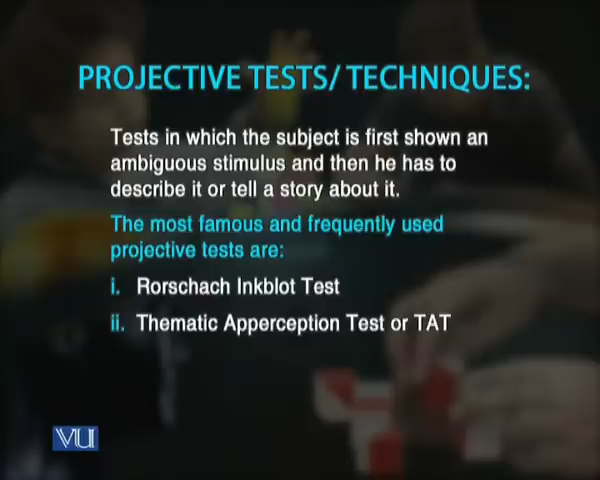 PROJECTIVE TESTS/ TECHNIQUES:
Tests in which the subject is first shown an
ambiguous stimulus and then he has to
describe it or tell a story about it.
The most famous and frequently used
projective tests are:
i. Rorschach Inkblot Test
ii. Thematic Apperception Test or TAT
VU